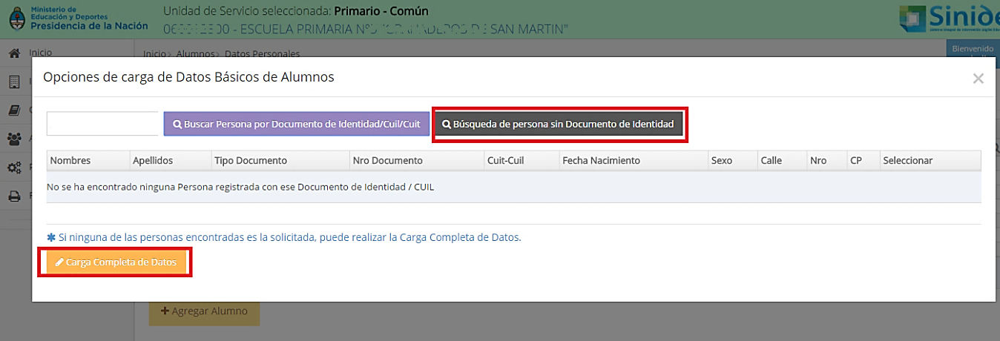 Ministerio de
Educación y Deportes
Presidencia de la Nación
Unidad de Servicio seleccionada: Primario - Común
ESCUELA PRIMARIA SAN MARTIN"
Sinide
Inicio
Inicio› Alumnos› Datos Personales
Bienvenido
Opciones de carga de Datos Básicos de Alumnos
×
Buscar Persona por Documento de Identidad/Cuil/Cuit
Búsqueda de persona sin Documento de Identidad
Nombres Apellidos Tipo Documento Nro Documento Cuit-Cuil Fecha Nacimiento Sexo Calle Nro CP Seleccionar
No se ha encontrado ninguna Persona registrada con ese Documento de Identidad / CUIL
✱ Si ninguna de las personas encontradas es la solicitada, puede realizar la Carga Completa de Datos.
Carga Completa de Datos
+ Agregar Alumno